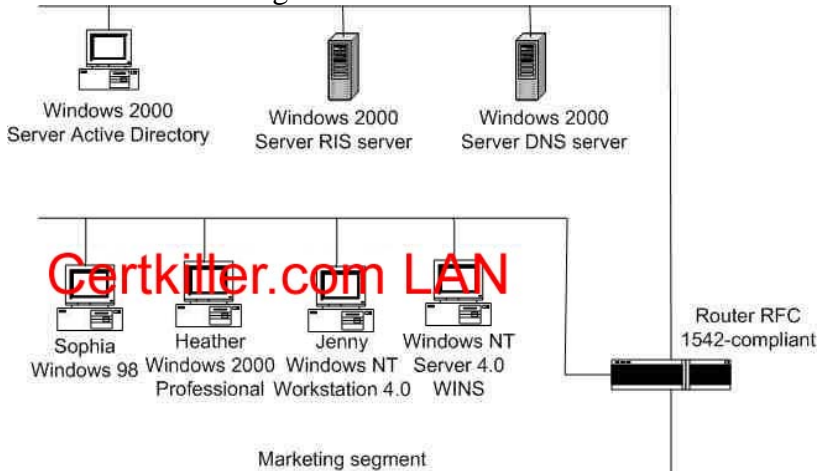 Windows 2000
Server Active Directory
Windows 2000
Server RIS server
Windows 2000
Server DNS server
Certkiller.com LAN
Sophia
Windows 98
Heather
Windows 2000
Professional
Jenny
Windows NT
Workstation 4.0
Windows NT
Server 4.0
WINS
Router RFC
1542-compliant
Marketing segment